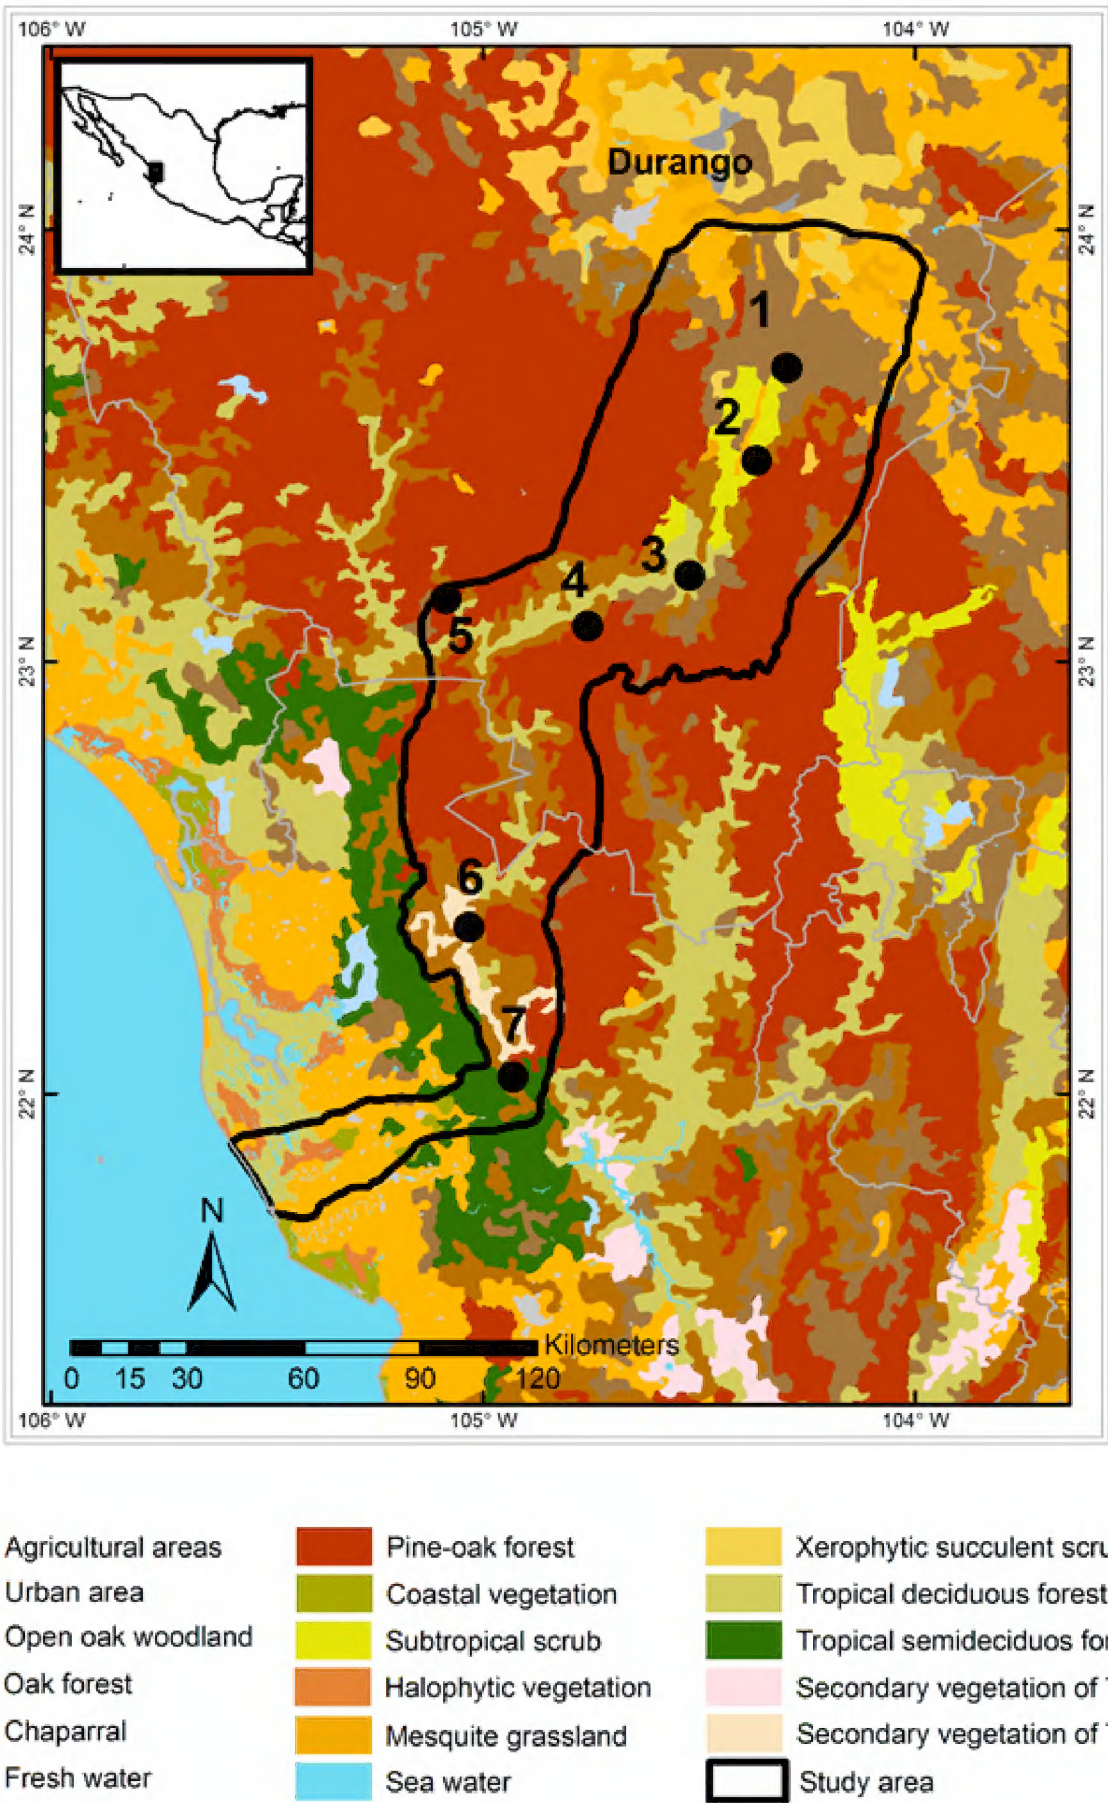 106° W 105° W 104° W
Durango
24° N 24° N
1
2
3
4
5
23° N 23° N
6
7
22° N 22° N
N
Kilometers
0 15 30 60 90 120
106° W 105° W 104° W
Agricultural areas Pine-oak forest Xerophytic succulent scru
Urban area Coastal vegetation Tropical deciduous forest
Open oak woodland Subtropical scrub Tropical semideciduos for
Oak forest Halophytic vegetation Secondary vegetation of T
Chaparral Mesquite grassland Secondary vegetation of T
Fresh water Sea water Study area